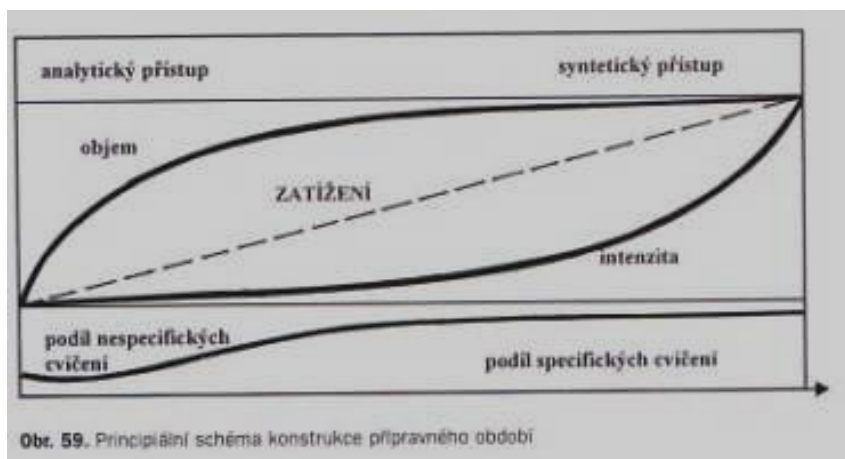 analytický přístup
syntetický přístup
objem
ZATÍŽENÍ
intenzita
podíl nespecifických
cvičení
podíl specifických cvičení
Obr. 59. Principiální schéma konstrukce přípravného období